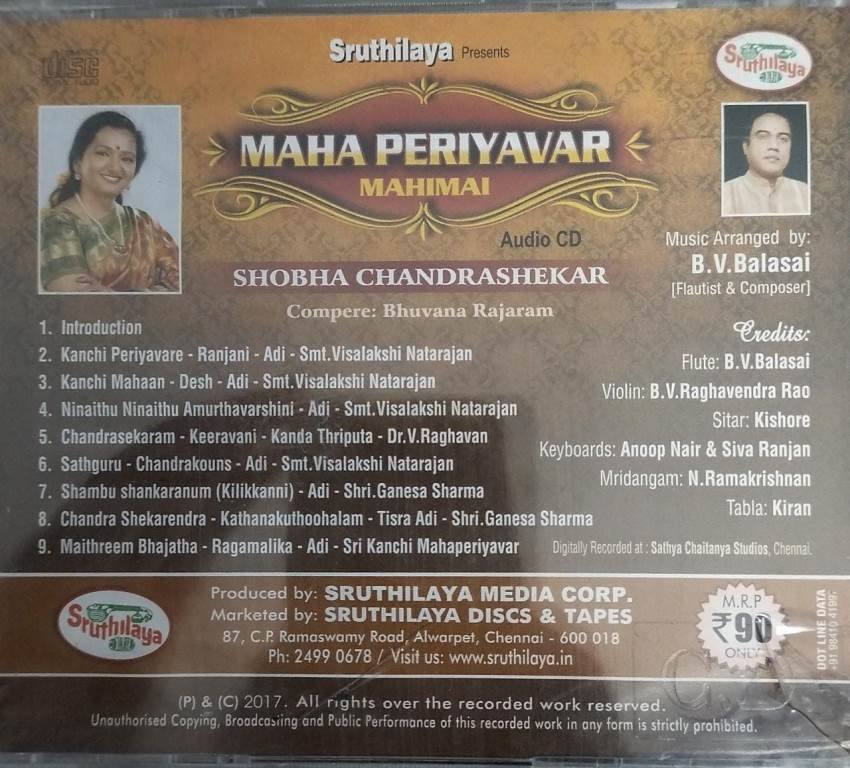 Sruthilaya Presents
disc
Sruthilaya
MAHA PERIYAVAR
MAHIMAI
Audio CD
Music Arranged by:
B.V.Balasai
[Flautist & Composer]
SHOBHA CHANDRASHEKAR
Compere: Bhuvana Rajaram
1. Introduction
2. Kanchi Periyavare - Ranjani - Adi - Smt.Visalakshi Natarajan
3. Kanchi Mahaan - Desh - Adi - Smt.Visalakshi Natarajan
4. Ninaithu Ninaithu Amurthavarshini - Adi - Smt.Visalakshi Natarajan
5. Chandrasekaram - Keeravani - Kanda Thriputa - Dr.V.Raghavan
6. Sathguru - Chandrakouns - Adi - Smt.Visalakshi Natarajan
7. Shambu shankaranum (Kilikkanni) - Adi - Shri.Ganesa Sharma
8. Chandra Shekarendra - Kathanakuthoohalam - Tisra Adi - Shri.Ganesa Sharma
9. Maithreem Bhajatha - Ragamalika - Adi - Sri Kanchi Mahaperiyavar
Credits:
Flute: B.V.Balasai
Violin: B.V.Raghavendra Rao
Sitar: Kishore
Keyboards: Anoop Nair & Siva Ranjan
Mridangam: N.Ramakrishnan
Tabla: Kiran
Digitally Recorded at : Sathya Chaitanya Studios, Chennai.
Sruthilaya
Produced by: SRUTHILAYA MEDIA CORP.
Marketed by: SRUTHILAYA DISCS & TAPES
87, C.P. Ramaswamy Road, Alwarpet, Chennai - 600 018
Ph: 2499 0678 / Visit us: www.sruthilaya.in
M.R.P
₹ 90
ONLY
DOT LINE DATA
(P) & (C) 2017. All rights over the recorded work reserved.
Unauthorised Copying, Broadcasting and Public Performance of this recorded work in any form is strictly prohibited.